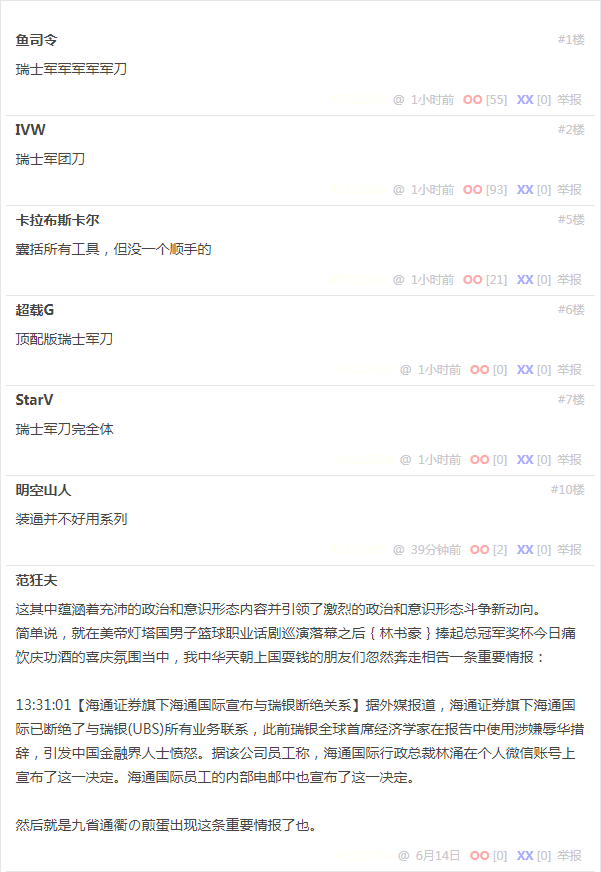 鱼司令 #1楼
瑞士军军军军军刀
@ 1小时前 OO [55] XX [0] 举报
IVW #2楼
瑞士军团刀
@ 1小时前 OO [93] XX [0] 举报
卡拉布斯卡尔 #5楼
囊括所有工具，但没一个顺手的
@ 1小时前 OO [21] XX [0] 举报
超载G #6楼
顶配版瑞士军刀
@ 1小时前 OO [0] XX [0] 举报
StarV #7楼
瑞士军刀完全体
@ 1小时前 OO [0] XX [0] 举报
明空山人 #10楼
装逼并不好用系列
@ 39分钟前 OO [2] XX [0] 举报
范狂夫
这其中蕴涵着充沛的政治和意识形态内容并引领了激烈的政治和意识形态斗争新动向。
简单说，就在美帝灯塔国男子篮球职业话剧巡演落幕之后｛林书豪｝捧起总冠军奖杯今日痛
饮庆功酒的喜庆氛围当中，我中华天朝上国耍钱的朋友们忽然奔走相告一条重要情报：
13:31:01【海通证券旗下海通国际宣布与瑞银断绝关系】据外媒报道，海通证券旗下海通国
际已断绝了与瑞银(UBS)所有业务联系，此前瑞银全球首席经济学家在报告中使用涉嫌辱华措
辞，引发中国金融界人士愤怒。据该公司员工称，海通国际行政总裁林涌在个人微信账号上
宣布了这一决定。海通国际员工的内部电邮中也宣布了这一决定。
然后就是九省通衢の煎蛋出现这条重要情报了也。
@ 6月14日 OO [0] XX [0] 举报